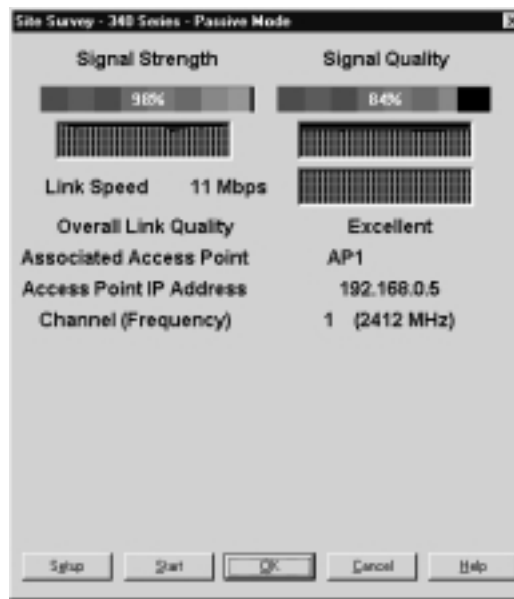 Site Survey - 340 Series - Passive Mode
Signal Strength Signal Quality
98% 84%
Link Speed 11 Mbps
Overall Link Quality Excellent
Associated Access Point AP1
Access Point IP Address 192.168.0.5
Channel (Frequency) 1 (2412 MHz)
Setup Start OK Cancel Help